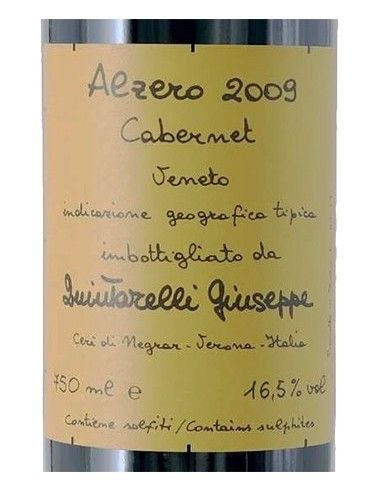 Alzero 2009
Cabernet
Veneto
indicazione geografica tipica
imbottigliato da
Quintarelli Giuseppe
Cerè di Negrar - Verona - Italia
750 ml e 16,5% vol
Contiene solfiti / Contains sulphites